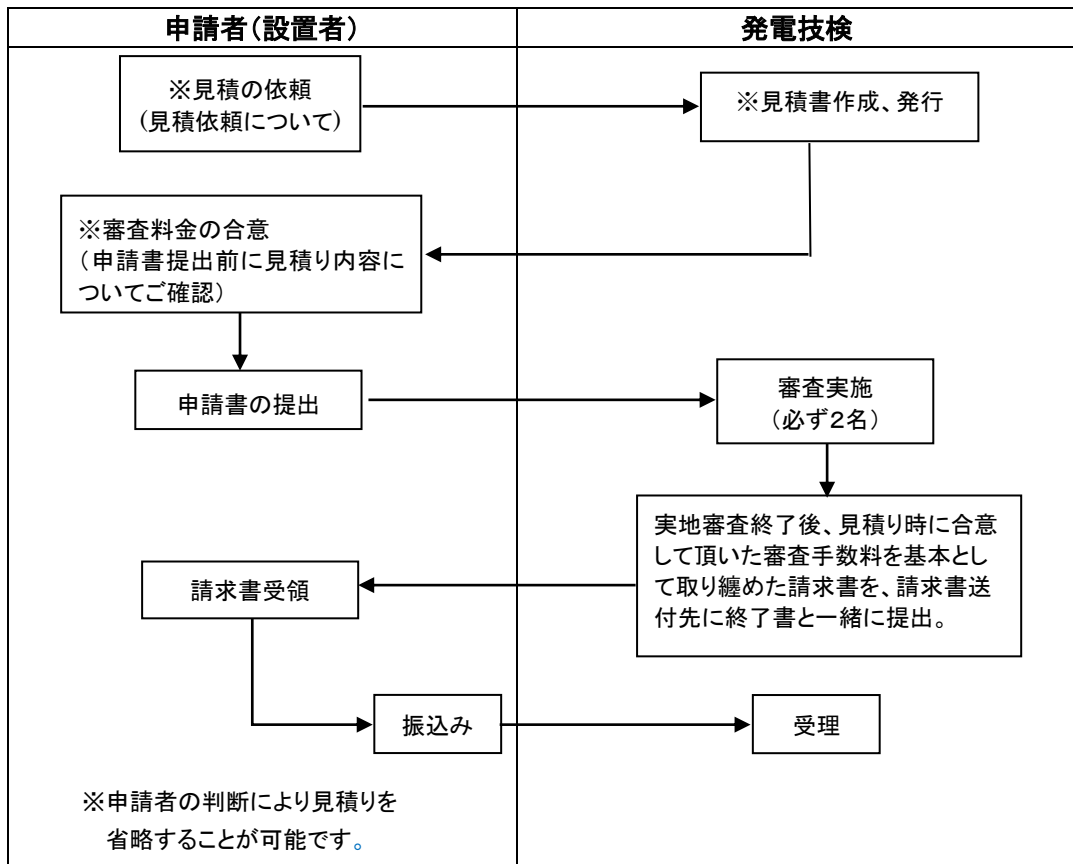 申請者(設置者)
発電技検
※見積の依頼
(見積依頼について)
※見積書作成、発行
※審査料金の合意
(申請書提出前に見積り内容に
ついてご確認)
申請書の提出
審査実施
(必ず2名)
実地審査終了後、見積り時に合意
して頂いた審査手数料を基本とし
て取り纏めた請求書を、請求書送
付先に終了書と一緒に提出。
請求書受領
振込み
受理
※申請者の判断により見積りを
省略することが可能です。